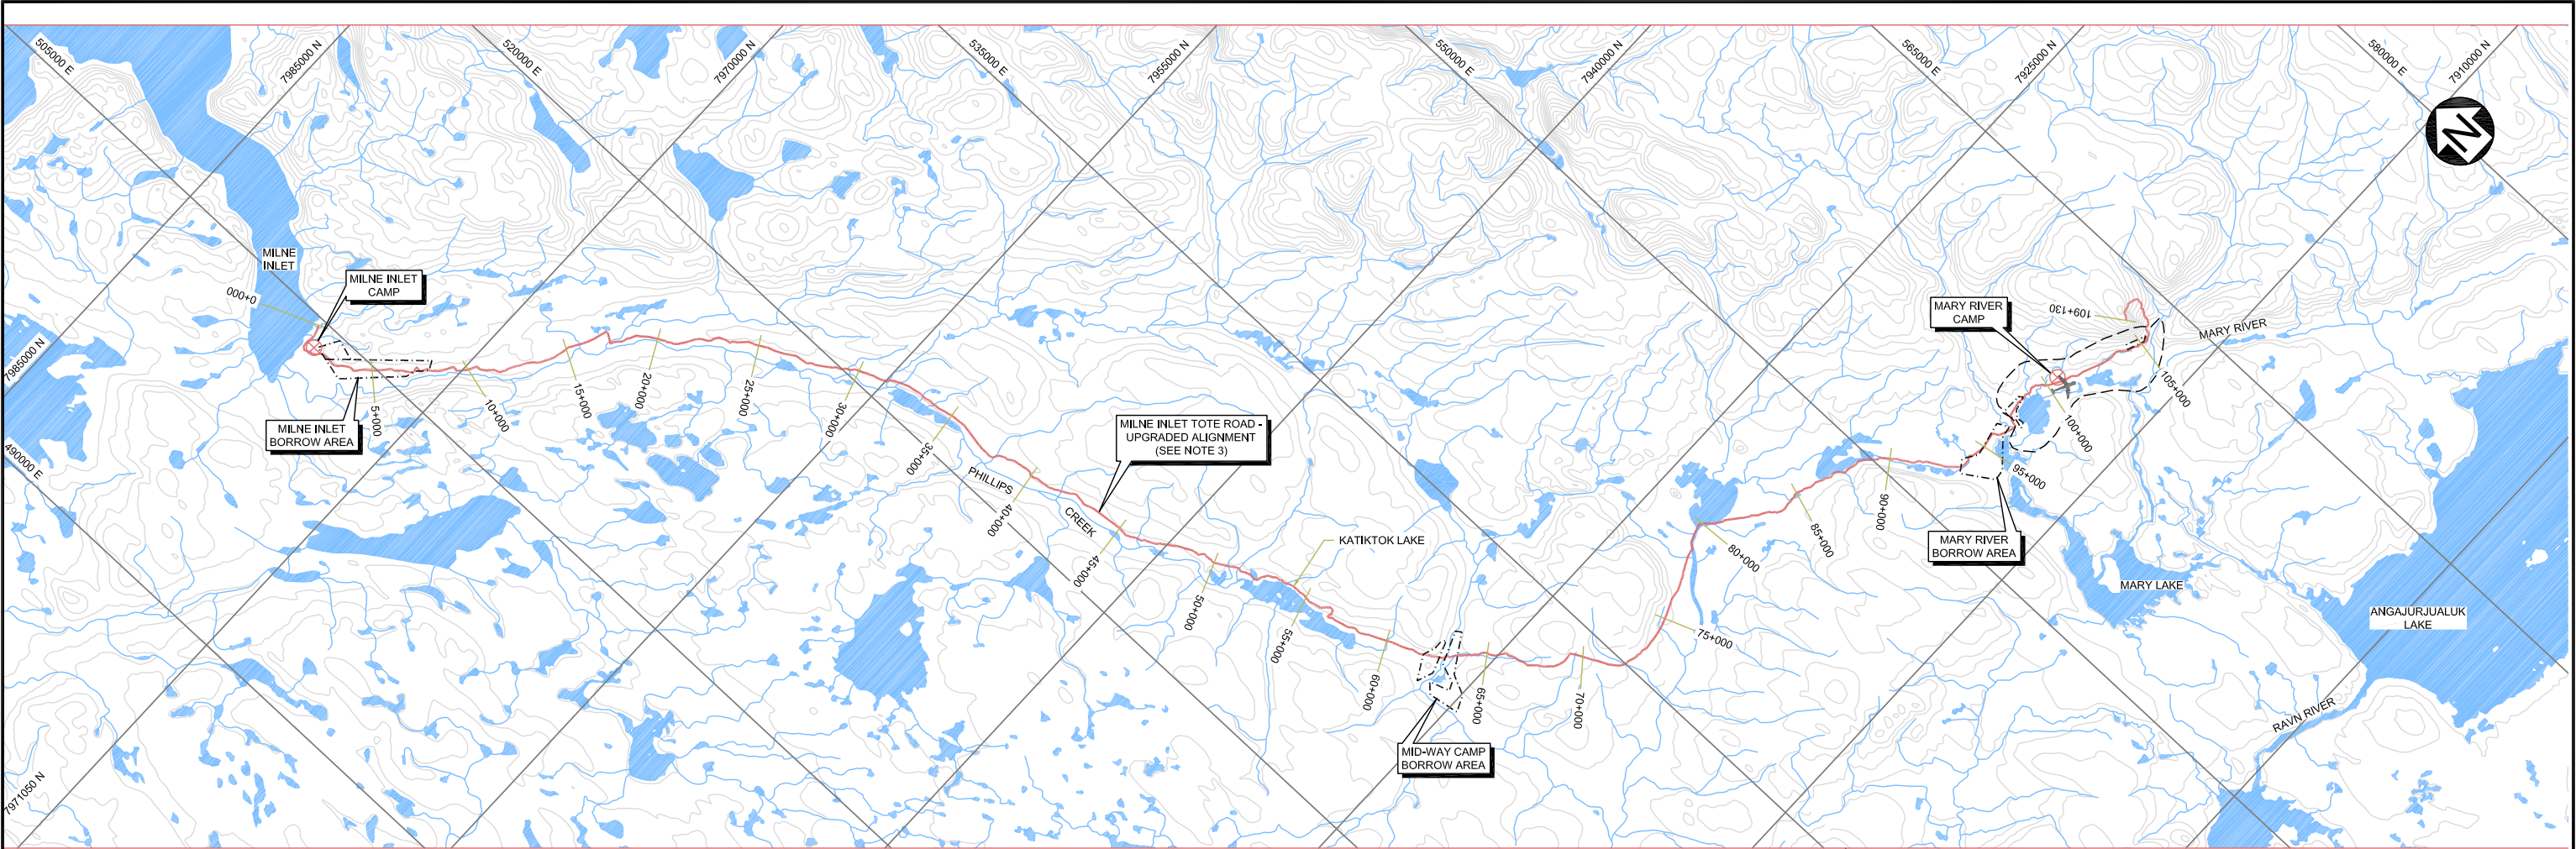 505000 E
7985000 N
520000 E
7970000 N
535000 E
7955000 N
550000 E
7940000 N
565000 E
7925000 N
580000 E
7910000 N
N
MILNE
INLET
MILNE INLET
CAMP
0+000
7985000 N
490000 E
7971050 N
MILNE INLET
BORROW AREA
5+000
10+000
15+000
20+000
25+000
30+000
35+000
PHILLIPS
CREEK
40+000
45+000
MILNE INLET TOTE ROAD -
UPGRADED ALIGNMENT
(SEE NOTE 3)
KATIKTOK LAKE
50+000
55+000
60+000
MID-WAY CAMP
BORROW AREA
65+000
70+000
75+000
80+000
85+000
90+000
95+000
MARY RIVER
BORROW AREA
MARY RIVER
CAMP
100+000
105+000
109+130
MARY RIVER
MARY LAKE
ANGAJURJUALUK
LAKE
RAVN RIVER